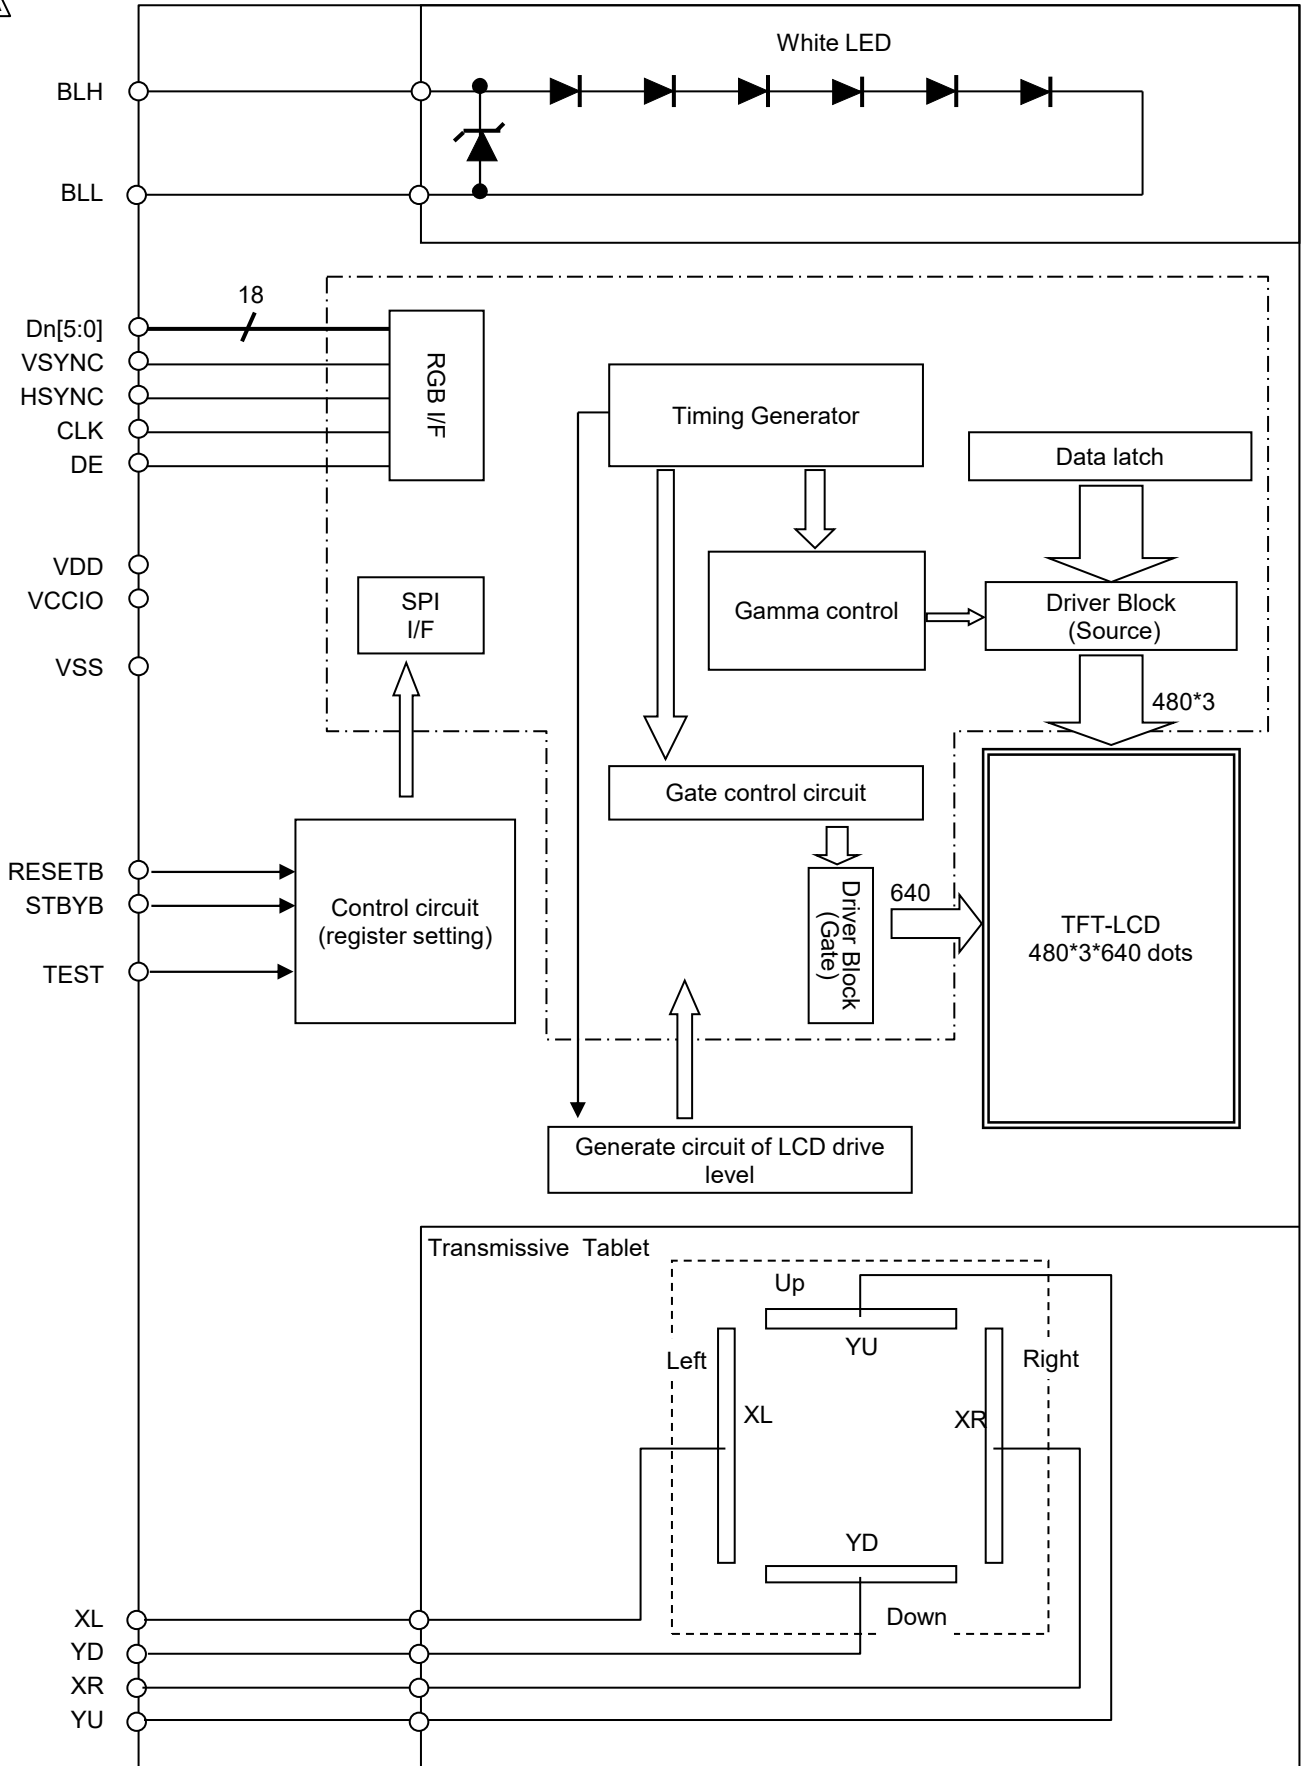 White LED
BLH
BLL
18
Dn[5:0]
VSYNC
HSYNC
CLK
DE
RGB I/F
Timing Generator
Data latch
VDD
VCCIO
VSS
SPI
I/F
Gamma control
Driver Block
(Source)
480*3
Gate control circuit
RESETB
STBYB
TEST
Control circuit
(register setting)
Driver Block
(Gate)
640
TFT-LCD
480*3*640 dots
Generate circuit of LCD drive
level
Transmissive Tablet
Up
YU
Left
Right
XL
XR
YD
Down
XL
YD
XR
YU